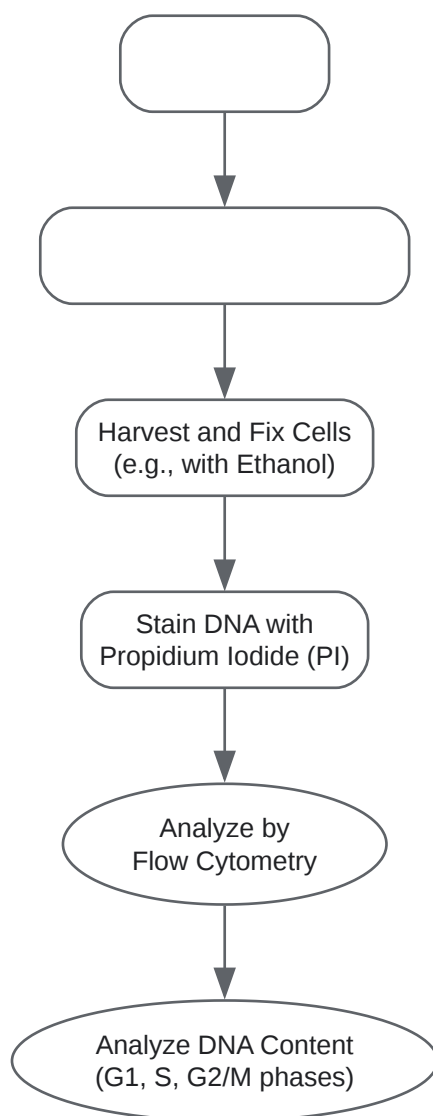 Harvest and Fix Cells
(e.g., with Ethanol)
Stain DNA with
Propidium Iodide (PI)
Analyze by
Flow Cytometry
Analyze DNA Content
(G1, S, G2/M phases)